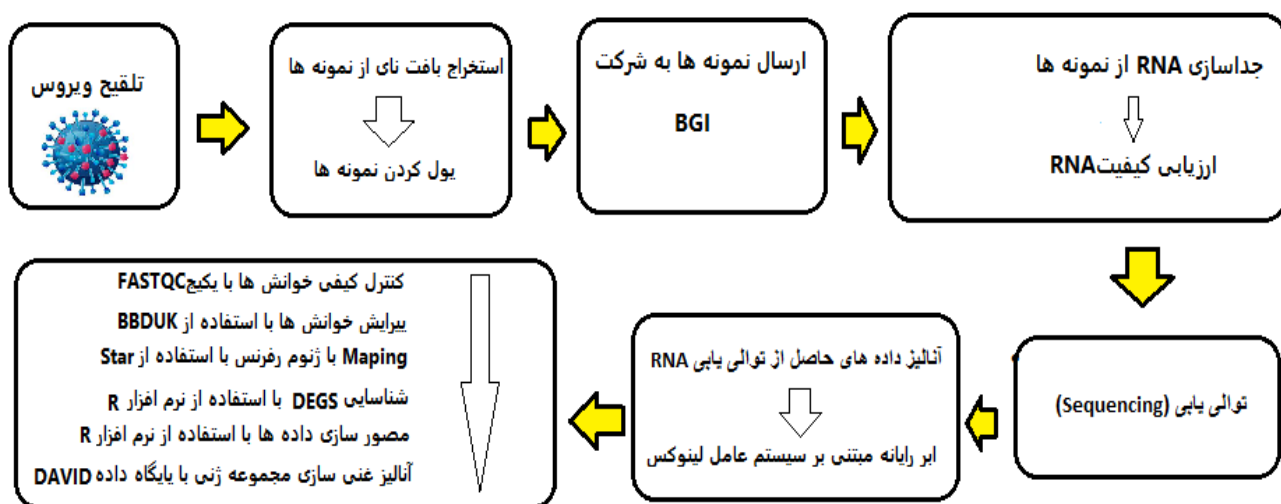 تلقیح ویروس
استخراج بافت نای از نمونه ها
پول کردن نمونه ها
ارسال نمونه ها به شرکت
BGI
جداسازی RNA از نمونه ها
ارزیابی کیفیتRNA
توالی یابی (Sequencing)
آنالیز داده های حاصل از توالی یابی RNA
ابر رایانه مبتنی بر سیستم عامل لینوکس
کنترل کیفی خوانش ها با پکیجFASTQC
پیرایش خوانش ها با استفاده از BBDUK
Maping با ژنوم رفرنس با استفاده از Star
شناسایی DEGS با استفاده از نرم افزار R
مصور سازی داده ها با استفاده از نرم افزار R
آنالیز غنی سازی مجموعه ژنی با پایگاه داده DAVID